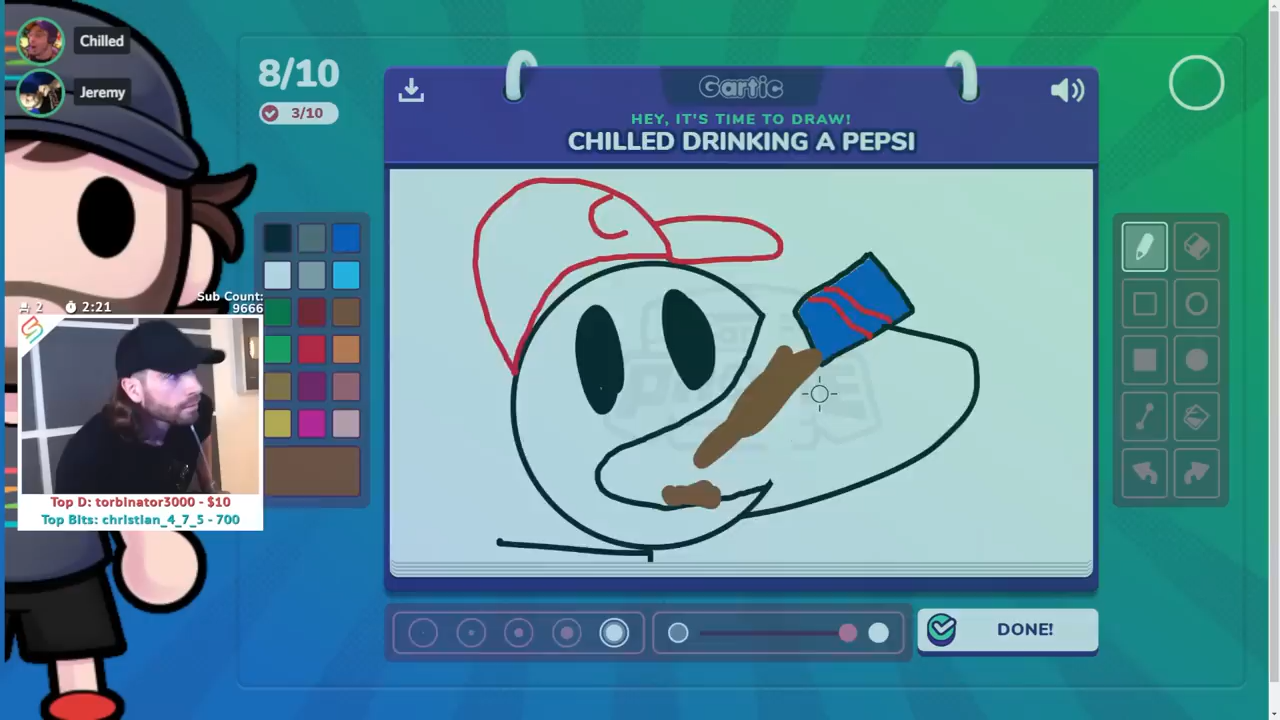 Chilled
Jeremy
8/10
3/10
Gartic
HEY, IT'S TIME TO DRAW!
CHILLED DRINKING A PEPSI
2
2:21
Sub Count:
9666
Top D: torbinator3000 - $10
Top Bits: christian_4_7_5 - 700
DONE!